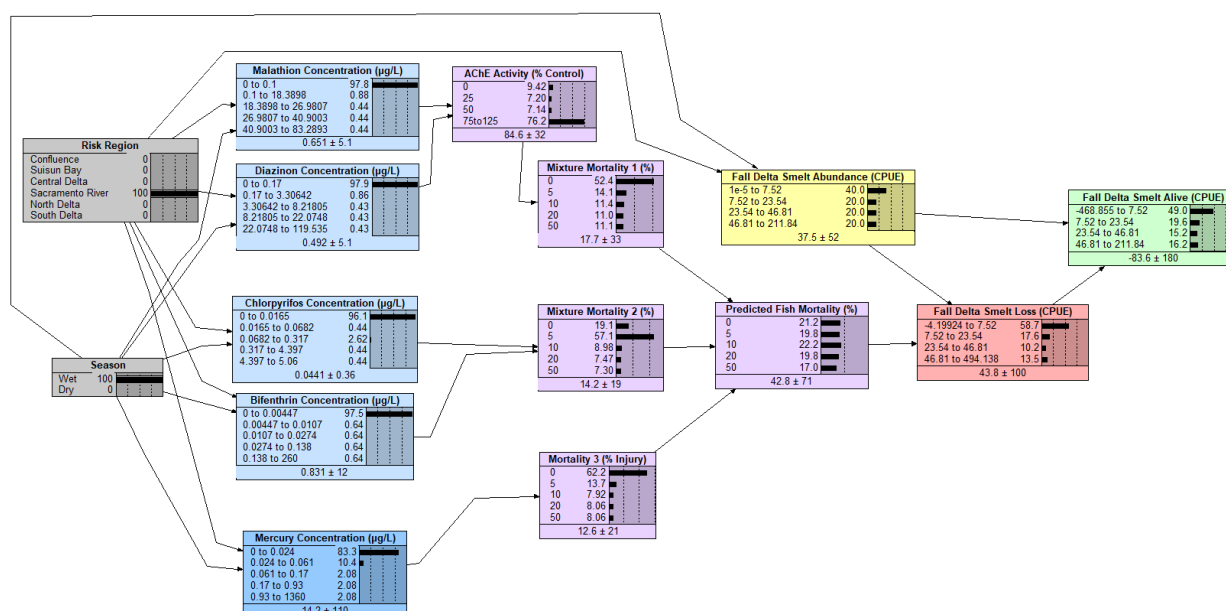 Risk Region
Confluence 0
Suisun Bay 0
Central Delta 0
Sacramento River 100
North Delta 0
South Delta 0
Season
Wet 100
Dry 0
Malathion Concentration (µg/L)
0 to 0.1 97.8
0.1 to 18.3898 0.88
18.3898 to 26.9807 0.44
26.9807 to 40.9003 0.44
40.9003 to 83.2893 0.44
0.651 ± 5.1
Diazinon Concentration (µg/L)
0 to 0.17 97.9
0.17 to 3.30642 0.86
3.30642 to 8.21805 0.43
8.21805 to 22.0748 0.43
22.0748 to 119.535 0.43
0.492 ± 5.1
Chlorpyrifos Concentration (µg/L)
0 to 0.0165 96.1
0.0165 to 0.0682 0.44
0.0682 to 0.317 2.62
0.317 to 4.397 0.44
4.397 to 5.06 0.44
0.0441 ± 0.36
Bifenthrin Concentration (µg/L)
0 to 0.00447 97.5
0.00447 to 0.0107 0.64
0.0107 to 0.0274 0.64
0.0274 to 0.138 0.64
0.138 to 260 0.64
0.831 ± 12
Mercury Concentration (µg/L)
0 to 0.024 83.3
0.024 to 0.061 10.4
0.061 to 0.17 2.08
0.17 to 0.93 2.08
0.93 to 1360 2.08
14.2 ± 110
AChE Activity (% Control)
0 9.42
25 7.20
50 7.14
75to125 76.2
84.6 ± 32
Mixture Mortality 1 (%)
0 52.4
5 14.1
10 11.4
20 11.0
50 11.1
17.7 ± 33
Mixture Mortality 2 (%)
0 19.1
5 57.1
10 8.98
20 7.47
50 7.30
14.2 ± 19
Mortality 3 (% Injury)
0 62.2
5 13.7
10 7.92
20 8.06
50 8.06
12.6 ± 21
Predicted Fish Mortality (%)
0 21.2
5 19.8
10 22.2
20 19.8
50 17.0
42.8 ± 71
Fall Delta Smelt Abundance (CPUE)
1e-5 to 7.52 40.0
7.52 to 23.54 20.0
23.54 to 46.81 20.0
46.81 to 211.84 20.0
37.5 ± 52
Fall Delta Smelt Loss (CPUE)
-4.19924 to 7.52 58.7
7.52 to 23.54 17.6
23.54 to 46.81 10.2
46.81 to 494.138 13.5
43.8 ± 100
Fall Delta Smelt Alive (CPUE)
-468.855 to 7.52 49.0
7.52 to 23.54 19.6
23.54 to 46.81 15.2
46.81 to 211.84 16.2
-83.6 ± 180